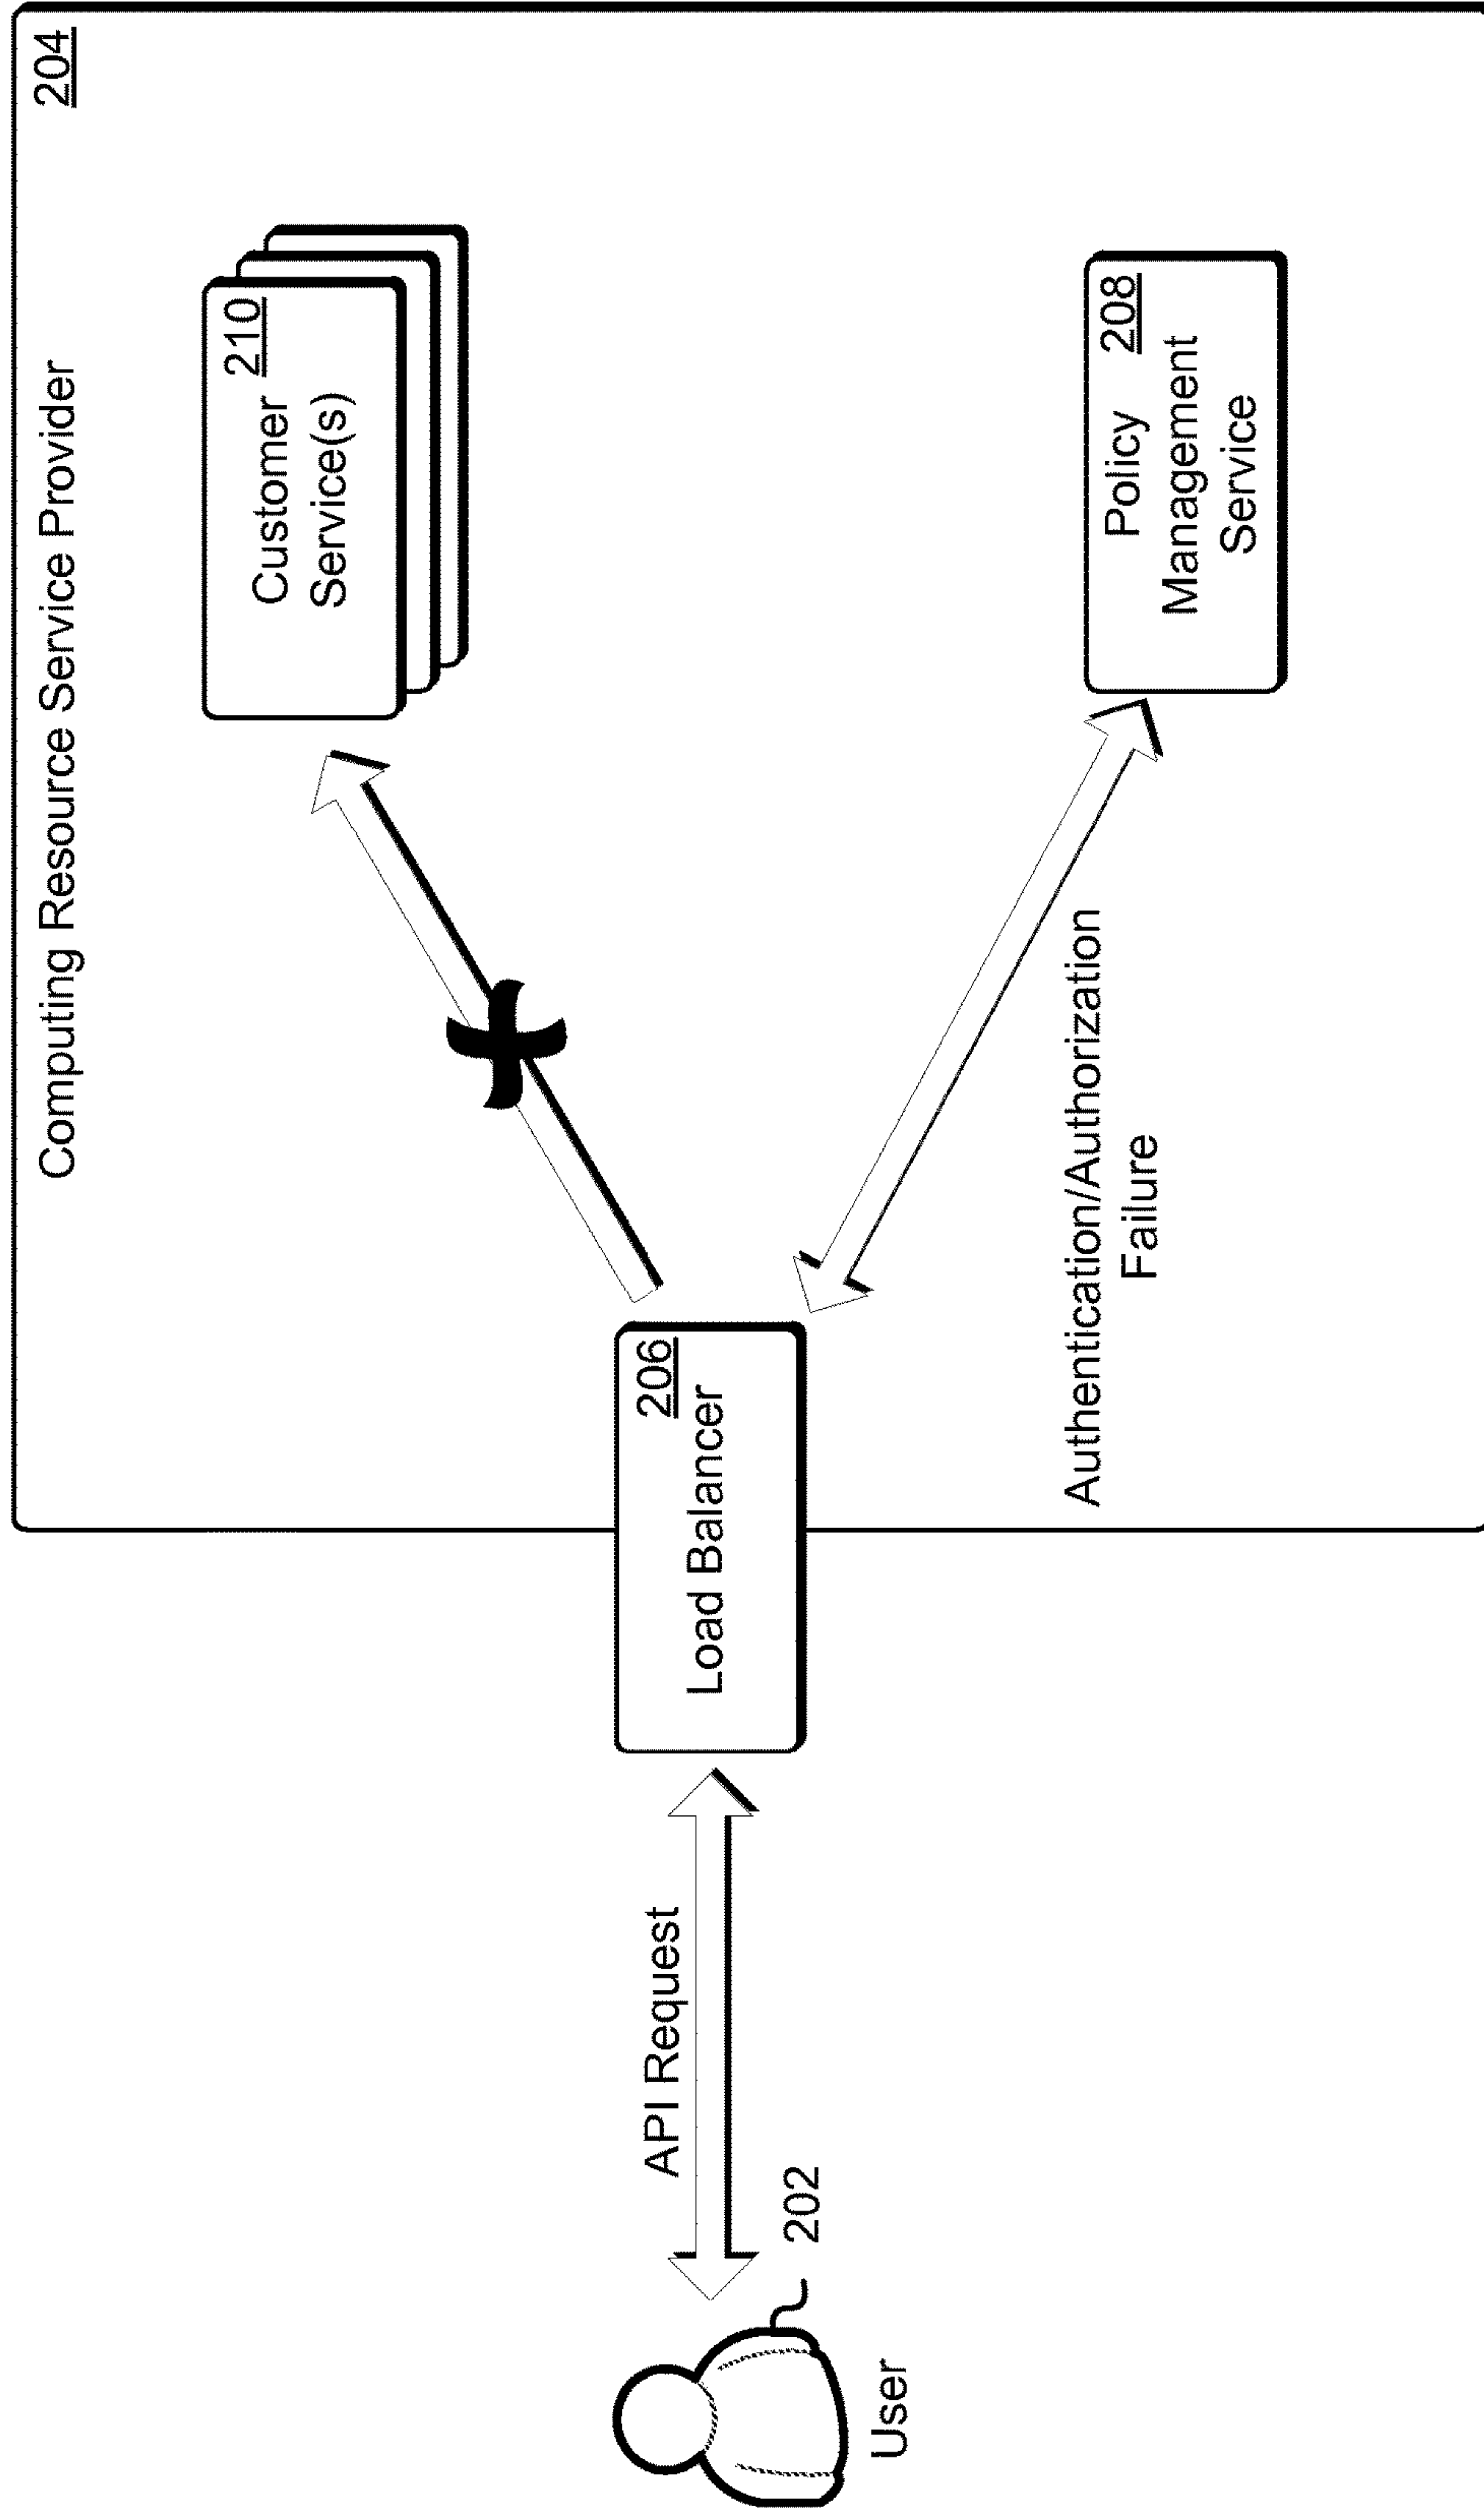 Computing Resource Service Provider
204
210
Customer
Service(s)
API Request
206
Load Balancer
202
User
Policy
208
Management
Service
Authentication/Authorization
Failure